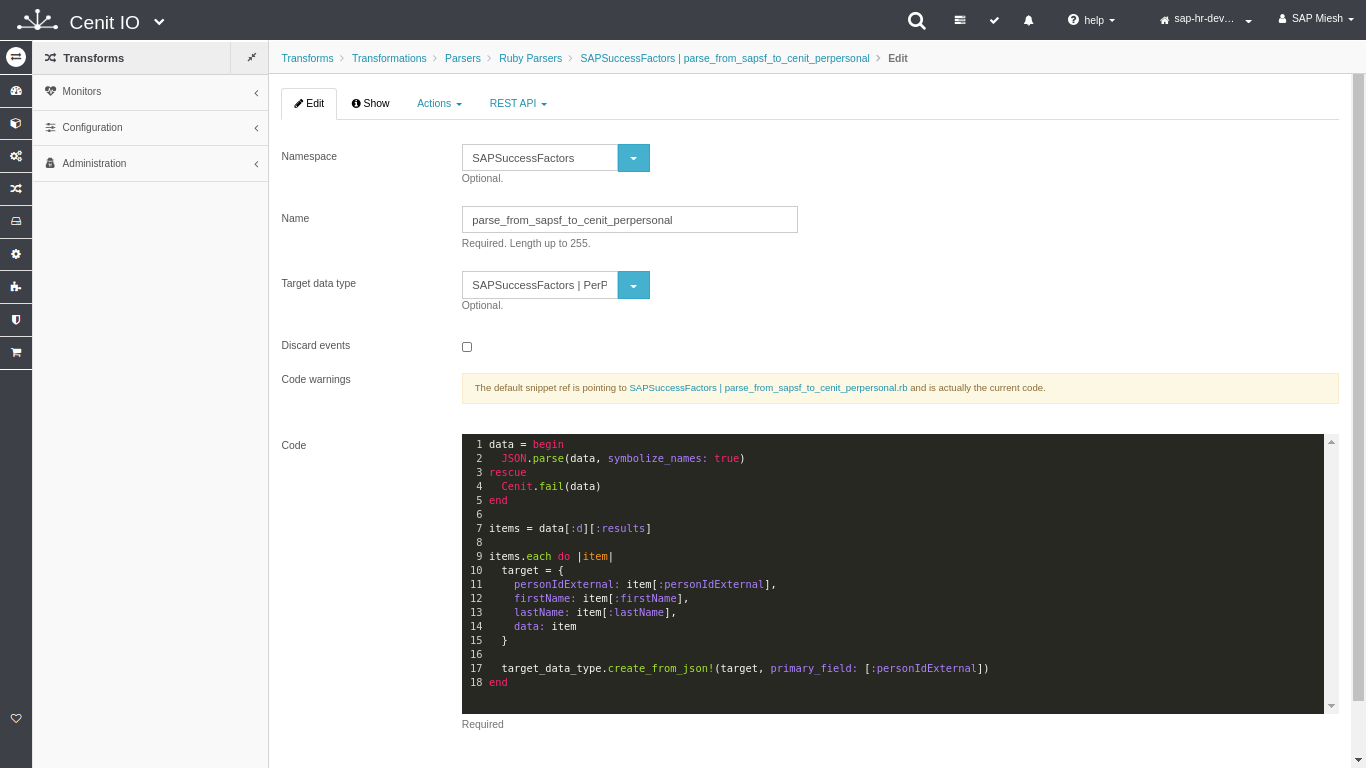 Cenit IO
help
sap-hr-dev...
SAP Miesh
Transforms
Monitors
Configuration
Administration
Transforms > Transformations > Parsers > Ruby Parsers > SAPSuccessFactors | parse_from_sapsf_to_cenit_perpersonal > Edit
Edit Show Actions REST API
Namespace
SAPSuccessFactors
Optional.
Name
parse_from_sapsf_to_cenit_perpersonal
Required. Length up to 255.
Target data type
SAPSuccessFactors | PerP
Optional.
Discard events
Code warnings
The default snippet ref is pointing to SAPSuccessFactors | parse_from_sapsf_to_cenit_perpersonal.rb and is actually the current code.
Code
1 data = begin
2   JSON.parse(data, symbolize_names: true)
3 rescue
4   Cenit.fail(data)
5 end
6
7 items = data[:d][:results]
8
9 items.each do |item|
10   target = {
11     personIdExternal: item[:personIdExternal],
12     firstName: item[:firstName],
13     lastName: item[:lastName],
14     data: item
15   }
16
17   target_data_type.create_from_json!(target, primary_field: [:personIdExternal])
18 end
Required